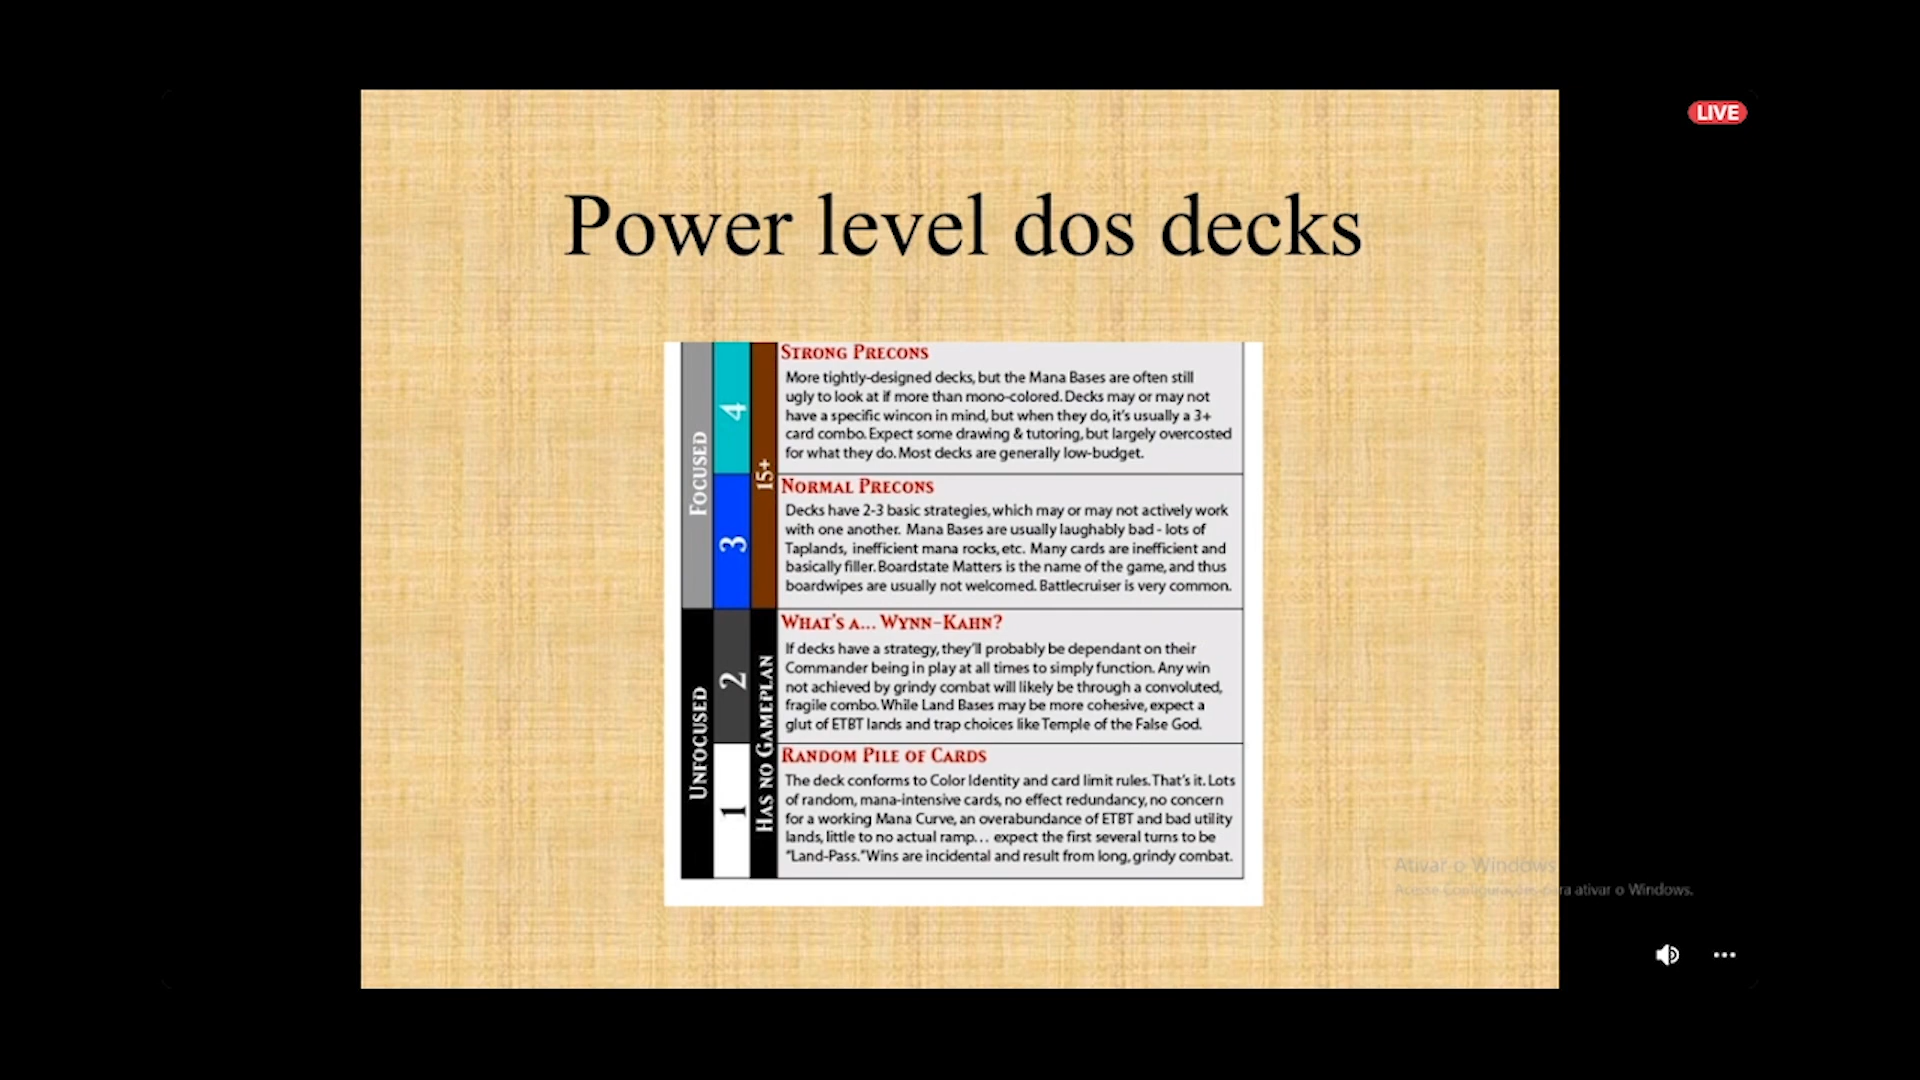 LIVE
Power level dos decks
FOCUSED
4
15+
STRONG PRECONS
More tightly-designed decks, but the Mana Bases are often still
ugly to look at if more than mono-colored. Decks may or may not
have a specific wincon in mind, but when they do, it's usually a 3+
card combo. Expect some drawing & tutoring, but largely overcosted
for what they do. Most decks are generally low-budget.
3
NORMAL PRECONS
Decks have 2-3 basic strategies, which may or may not actively work
with one another. Mana Bases are usually laughably bad - lots of
Taplands, inefficient mana rocks, etc. Many cards are inefficient and
basically filler. Boardstate Matters is the name of the game, and thus
boardwipes are usually not welcomed. Battlecruiser is very common.
UNFOCUSED
2
HAS NO GAMEPLAN
WHAT'S A... WYNN-KAHN?
If decks have a strategy, they'll probably be dependant on their
Commander being in play at all times to simply function. Any win
not achieved by grindy combat will likely be through a convoluted,
fragile combo. While Land Bases may be more cohesive, expect a
glut of ETBT lands and trap choices like Temple of the False God.
1
RANDOM PILE OF CARDS
The deck conforms to Color Identity and card limit rules. That's it. Lots
of random, mana-intensive cards, no effect redundancy, no concern
for a working Mana Curve, an overabundance of ETBT and bad utility
lands, little to no actual ramp... expect the first several turns to be
"Land-Pass." Wins are incidental and result from long, grindy combat.
Ativar o Windows
Acesse Configurações para ativar o Windows.